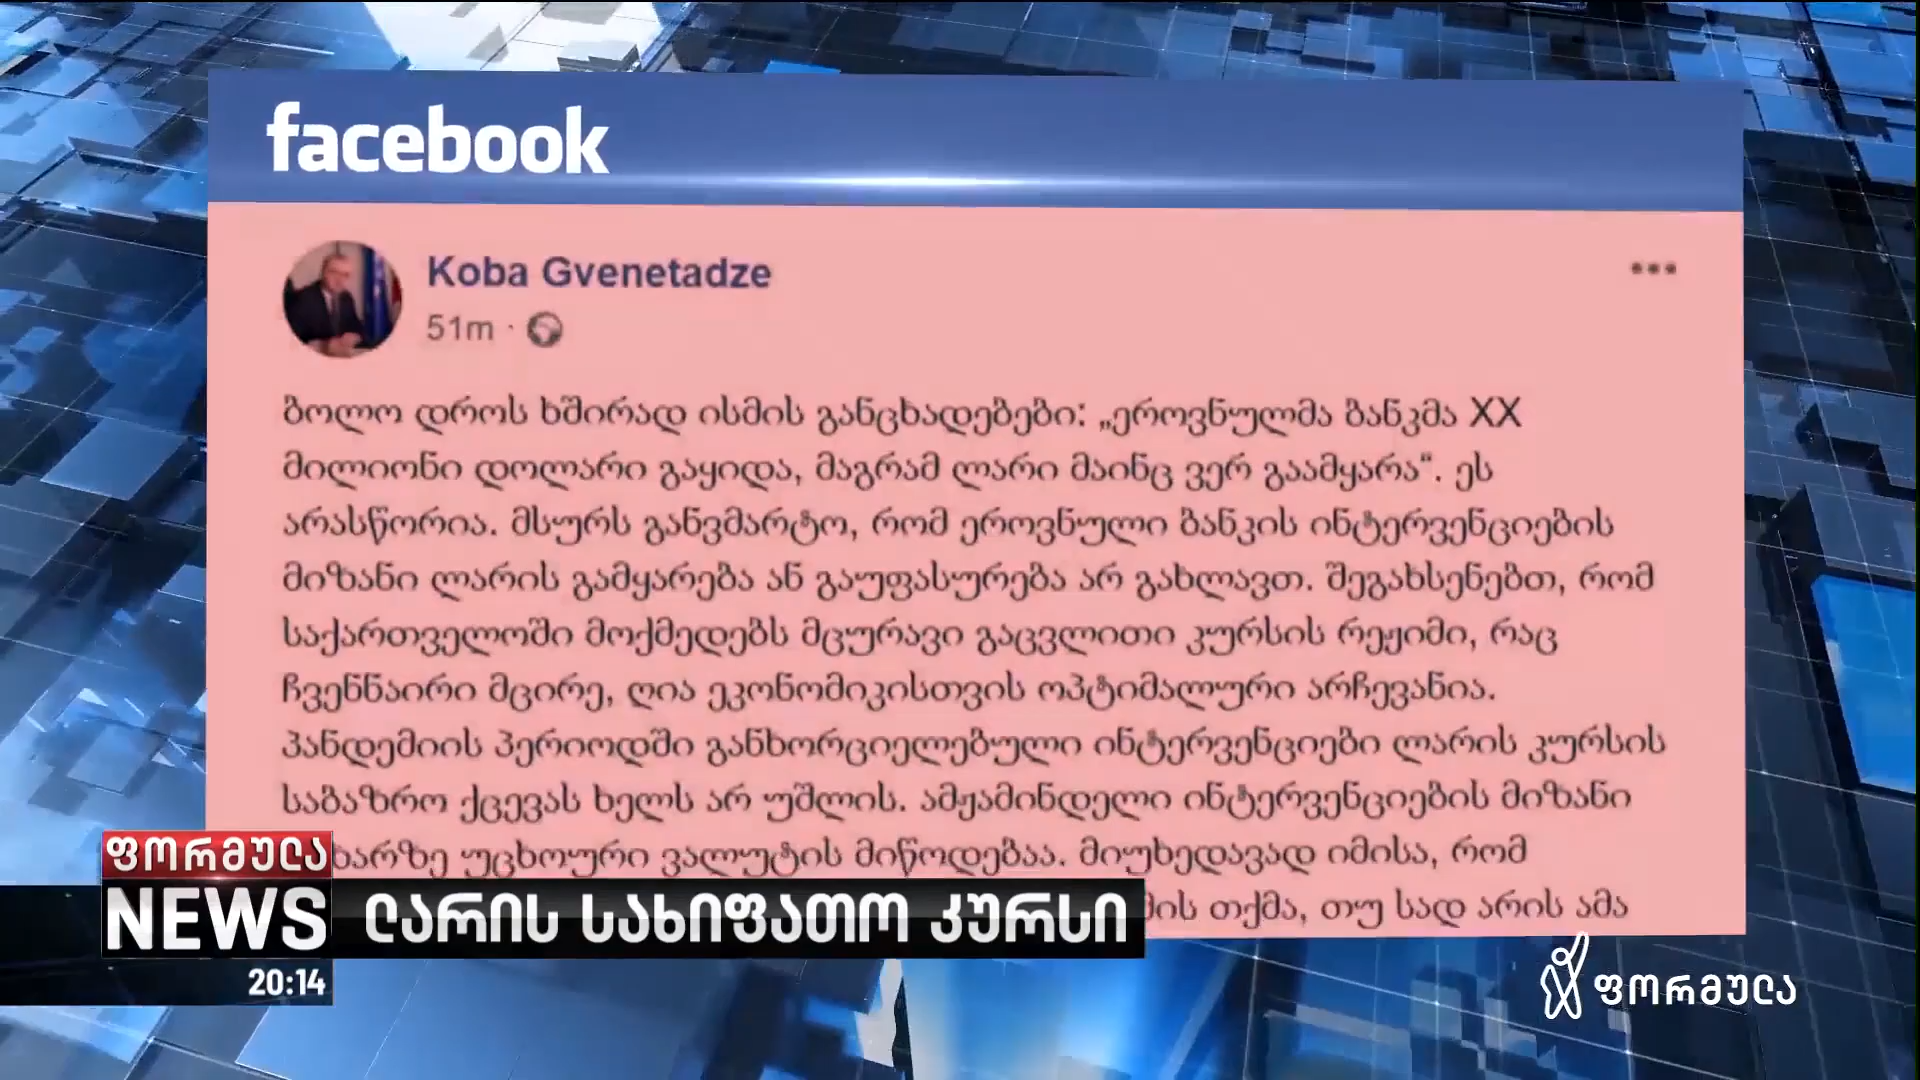 facebook
Koba Gvenetadze
51m ·
ბოლო დროს ხშირად ისმის განცხადებები: „ეროვნულმა ბანკმა XX
მილიონი დოლარი გაყიდა, მაგრამ ლარი მაინც ვერ გაამყარა“. ეს
არასწორია. მსურს განვმარტო, რომ ეროვნული ბანკის ინტერვენციების
მიზანი ლარის გამყარება ან გაუფასურება არ გახლავთ. შეგახსენებთ, რომ
საქართველოში მოქმედებს მცურავი გაცვლითი კურსის რეჟიმი, რაც
ჩვენნაირი მცირე, ღია ეკონომიკისთვის ოპტიმალური არჩევანია.
პანდემიის პერიოდში განხორციელებული ინტერვენციები ლარის კურსის
საბაზრო ქცევას ხელს არ უშლის. ამჟამინდელი ინტერვენციების მიზანი
უცხოური ვალუტის მიწოდებაა. მიუხედავად იმისა, რომ
თქმა, თუ სად არის ამა
ფორმულა
NEWS
ლარის სახიფათო კურსი
20:14
ფორმულა